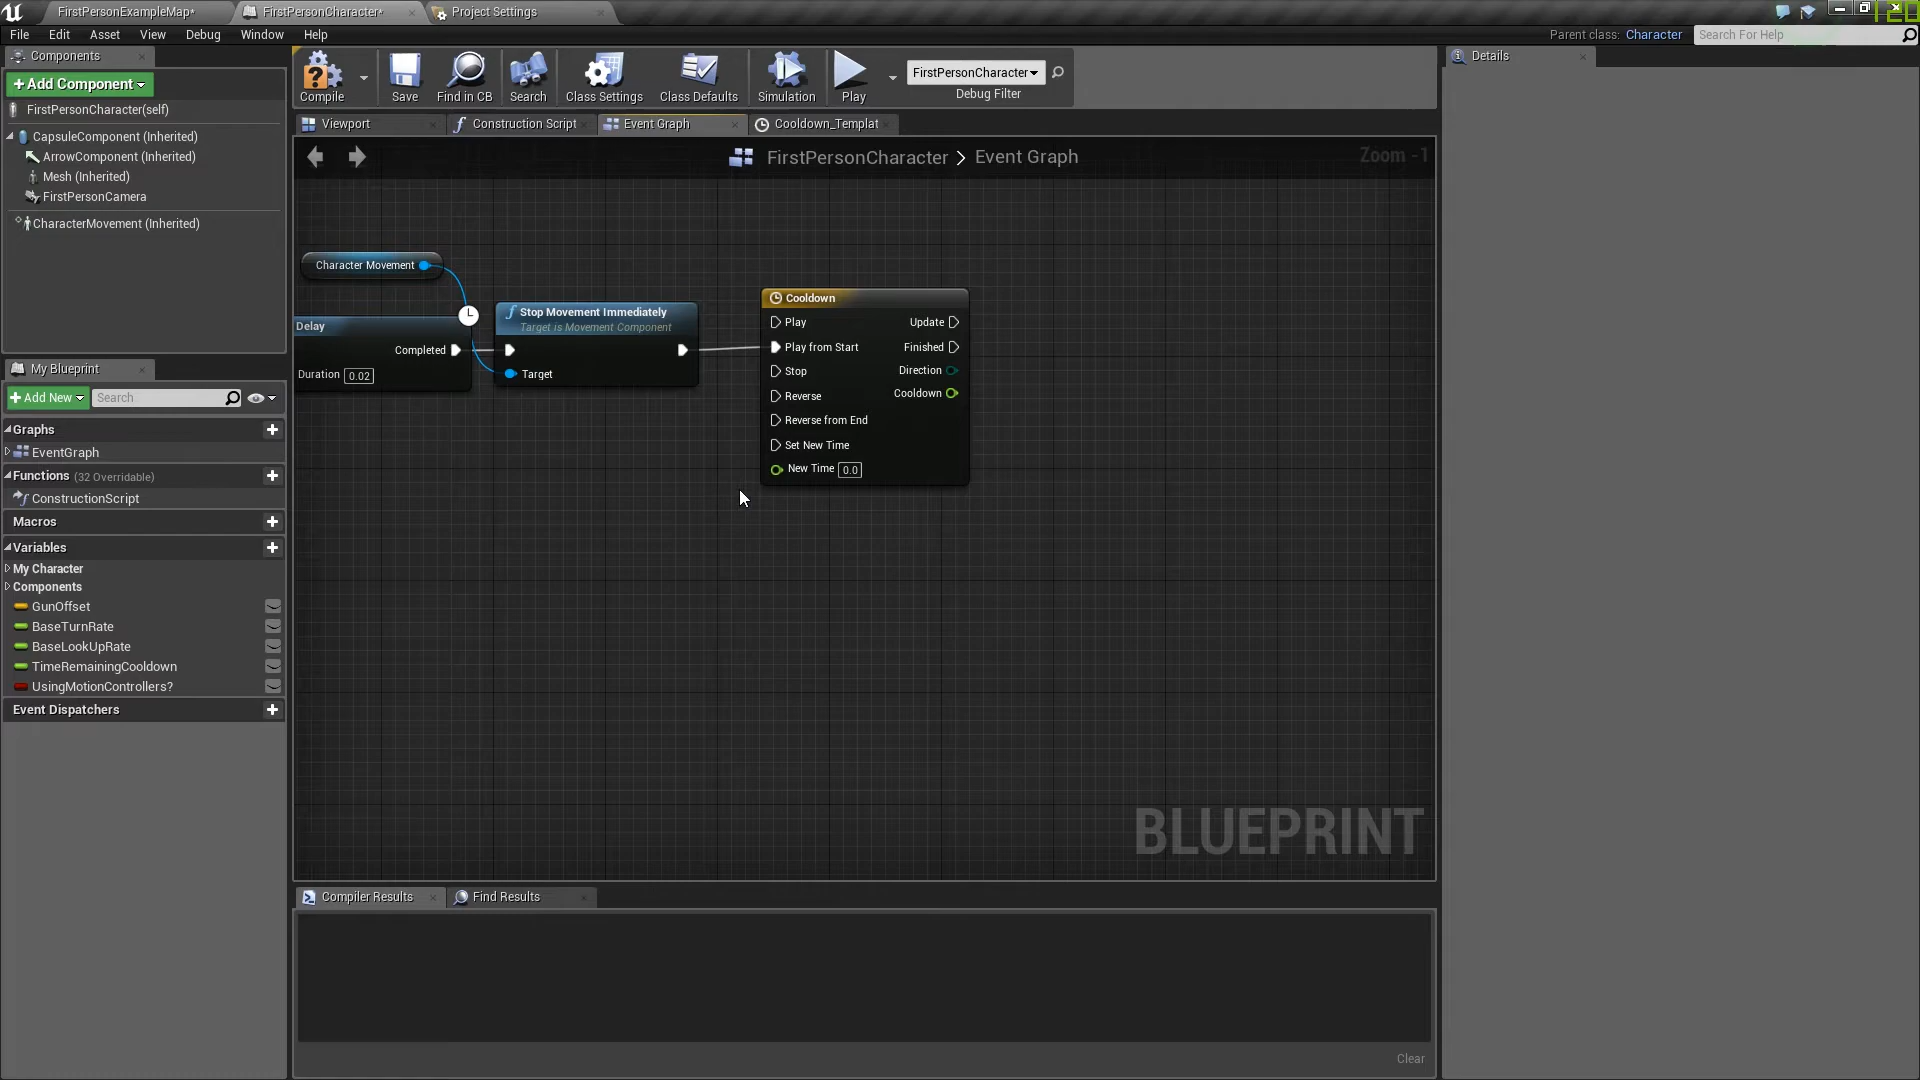 FirstPersonExampleMap*
FirstPersonCharacter*
Project Settings
File Edit Asset View Debug Window Help
Parent class: Character
Search For Help
Components
+Add Component
FirstPersonCharacter(self)
CapsuleComponent (Inherited)
ArrowComponent (Inherited)
Mesh (Inherited)
FirstPersonCamera
CharacterMovement (Inherited)
Compile
Save
Find in CB
Search
Class Settings
Class Defaults
Simulation
Play
FirstPersonCharacter
Debug Filter
Details
Viewport
Construction Script
Event Graph
Cooldown_Templat
FirstPersonCharacter > Event Graph
Zoom -1
Character Movement
Delay
Completed
Duration 0.02
Stop Movement Immediately
Target is Movement Component
Target
Cooldown
Play Update
Play from Start Finished
Stop Direction
Reverse Cooldown
Reverse from End
Set New Time
New Time 0.0
BLUEPRINT
My Blueprint
+Add New
Search
Graphs
EventGraph
Functions (32 Overridable)
ConstructionScript
Macros
Variables
My Character
Components
GunOffset
BaseTurnRate
BaseLookUpRate
TimeRemainingCooldown
UsingMotionControllers?
Event Dispatchers
Compiler Results
Find Results
Clear